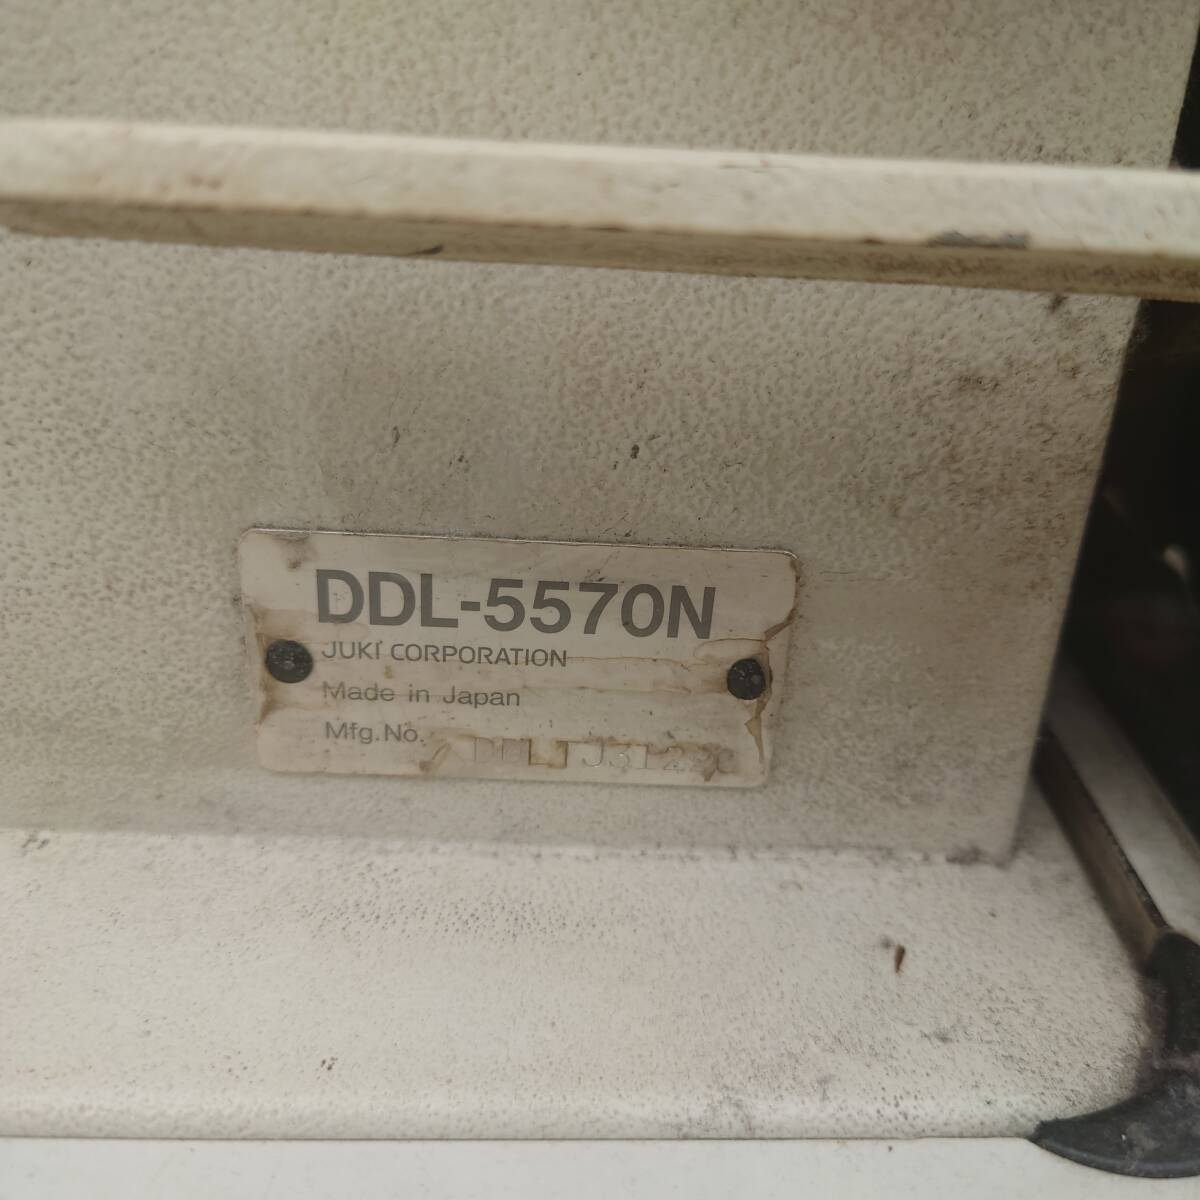 DDL-5570N
JUKI CORPORATION
Made in Japan
Mfg.No.